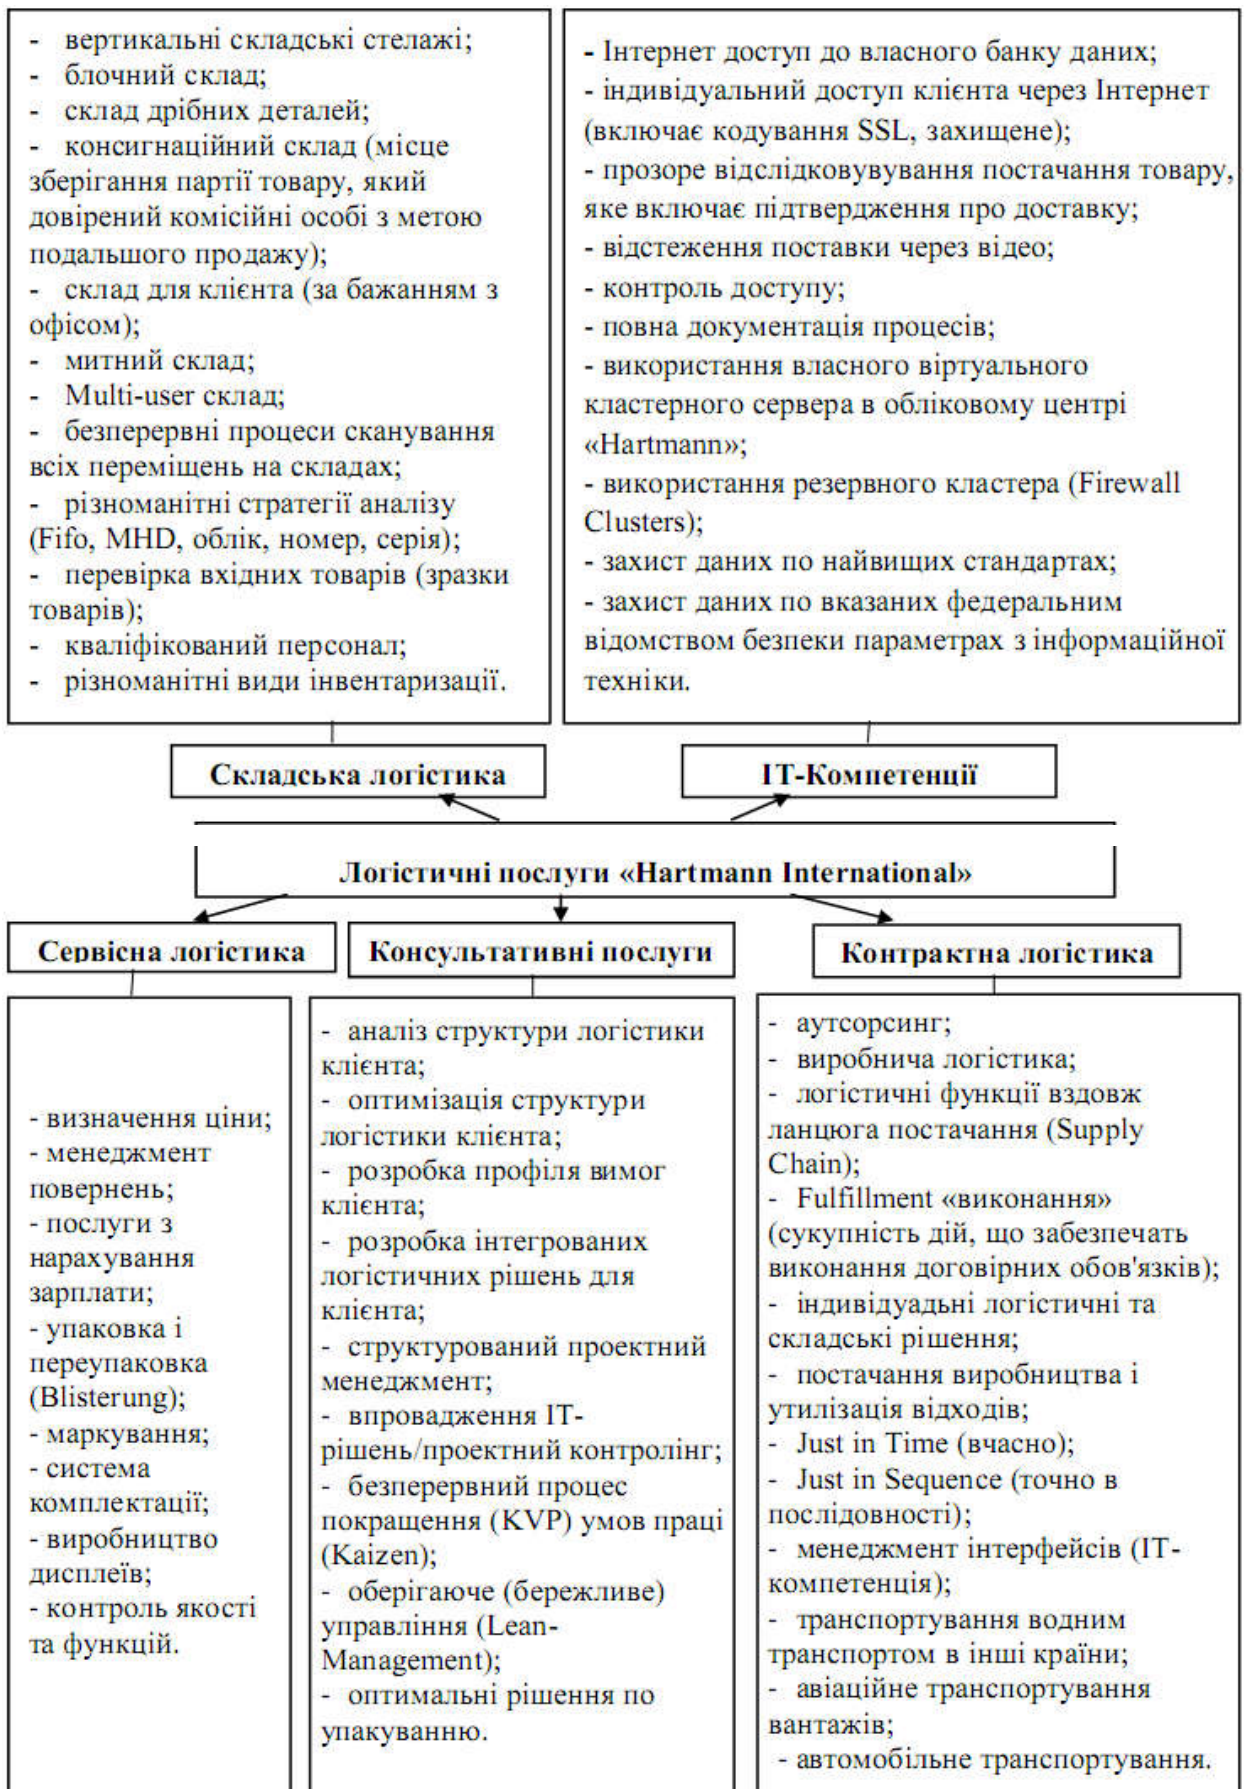 - вертикальні складські стелажі;
- блочний склад;
- склад дрібних деталей;
- консигнаційний склад (місце
зберігання партії товару, який
довірений комісійні особі з метою
подальшого продажу);
- склад для клієнта (за бажанням з
офісом);
- митний склад;
- Multi-user склад;
- безперервні процеси сканування
всіх переміщень на складах;
- різноманітні стратегії аналізу
(Fifo, MHD, облік, номер, серія);
- перевірка вхідних товарів (зразки
товарів);
- кваліфікований персонал;
- різноманітні види інвентаризації.
- Інтернет доступ до власного банку даних;
- індивідуальний доступ клієнта через Інтернет
(включає кодування SSL, захищене);
- прозоре відслідковувування постачання товару,
яке включає підтвердження про доставку;
- відстеження поставки через відео;
- контроль доступу;
- повна документація процесів;
- використання власного віртуального
кластерного сервера в обліковому центрі
«Hartmann»;
- використання резервного кластера (Firewall
Clusters);
- захист даних по найвищих стандартах;
- захист даних по вказаних федеральним
відомством безпеки параметрах з інформаційної
техніки.
Складська логістика
ІТ-Компетенції
Логістичні послуги «Hartmann International»
Сервісна логістика
Консультативні послуги
Контрактна логістика
- визначення ціни;
- менеджмент
повернень;
- послуги з
нарахування
зарплати;
- упаковка і
переупаковка
(Blisterung);
- маркування;
- система
комплектації;
- виробництво
дисплеїв;
- контроль якості
та функцій.
- аналіз структури логістики
клієнта;
- оптимізація структури
логістики клієнта;
- розробка профіля вимог
клієнта;
- розробка інтегрованих
логістичних рішень для
клієнта;
- структурований проектний
менеджмент;
- впровадження ІТ-
рішень/проектний контролінг;
- безперервний процес
покращення (KVP) умов праці
(Kaizen);
- оберігаюче (бережливе)
управління (Lean-
Management);
- оптимальні рішення по
упакуванню.
- аутсорсинг;
- виробнича логістика;
- логістичні функції вздовж
ланцюга постачання (Supply
Chain);
- Fulfillment «виконання»
(сукупність дій, що забезпечать
виконання договірних обов'язків);
- індивідуадьні логістичні та
складські рішення;
- постачання виробництва і
утилізація відходів;
- Just in Time (вчасно);
- Just in Sequence (точно в
послідовності);
- менеджмент інтерфейсів (ІТ-
компетенція);
- транспортування водним
транспортом в інші країни;
- авіаційне транспортування
вантажів;
- автомобільне транспортування.